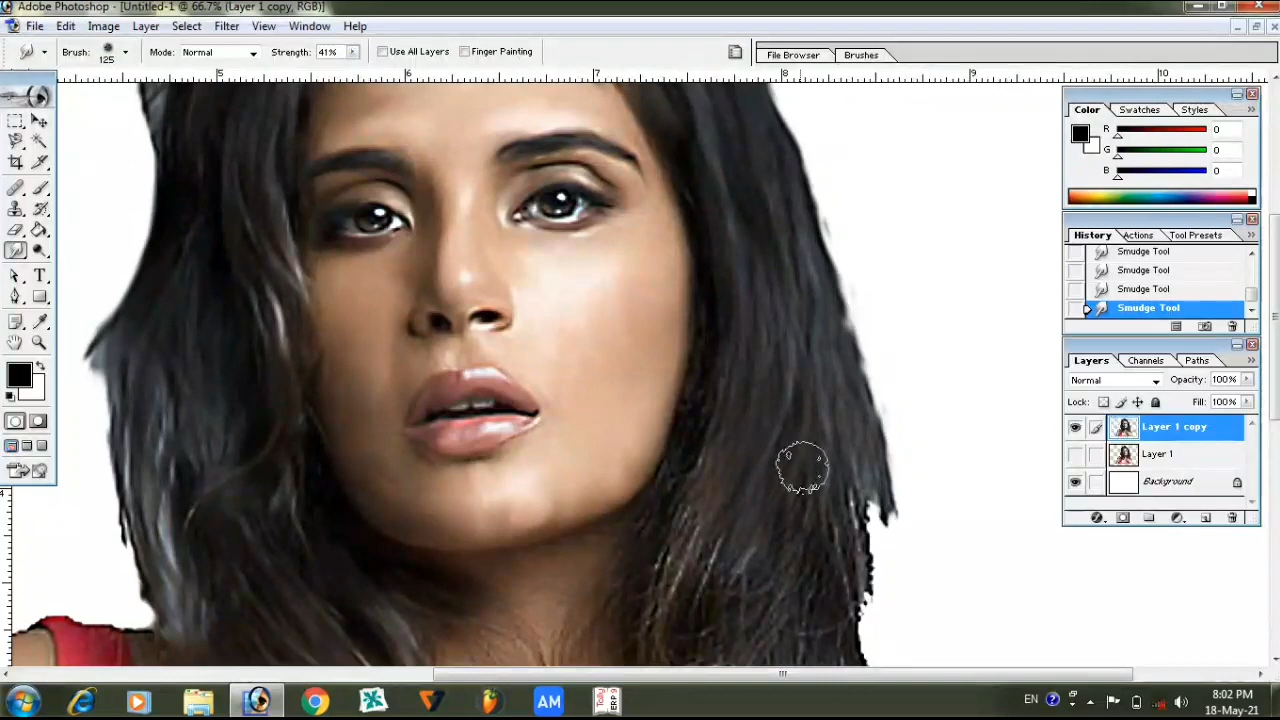 Adobe Photoshop - [Untitled-1 @ 66.7% (Layer 1 copy, RGB)]
File Edit Image Layer Select Filter View Window Help
Brush: 125 Mode: Normal Strength: 41% Use All Layers Finger Painting File Browser Brushes
5 6 7 8 9 10
Color Swatches Styles
R 0
G 0
B 0
History Actions Tool Presets
Smudge Tool
Smudge Tool
Smudge Tool
Smudge Tool
Layers Channels Paths
Normal Opacity: 100%
Lock: Fill: 100%
Layer 1 copy
Layer 1
Background
T
4
AM Tally ERP 9 EN 8:02 PM
18-May-21